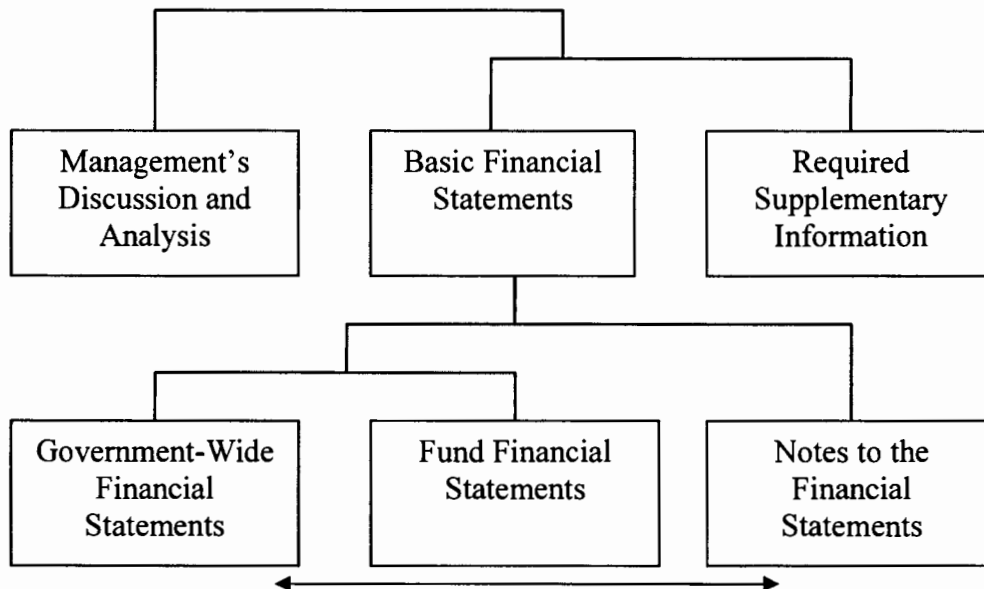 Management's
Discussion and
Analysis
Basic Financial
Statements
Required
Supplementary
Information
Government-Wide
Financial
Statements
Fund Financial
Statements
Notes to the
Financial
Statements